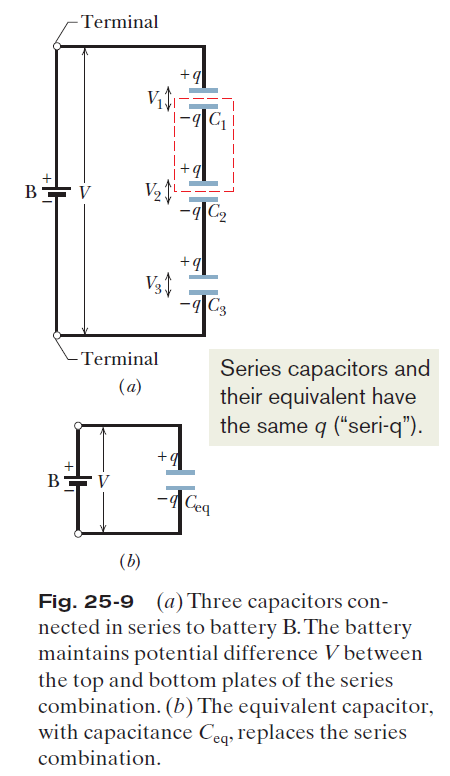 Terminal
+q
V₁
−q C₁
+q
+
B V
−
V₂
−q C₂
+q
V₃
−q C₃
Terminal
(a)
Series capacitors and
their equivalent have
the same q (“seri-q”).
+q
+
B V
−
−q Ceq
(b)
Fig. 25-9 (a) Three capacitors con-
nected in series to battery B. The battery
maintains potential difference V between
the top and bottom plates of the series
combination. (b) The equivalent capacitor,
with capacitance Ceq, replaces the series
combination.